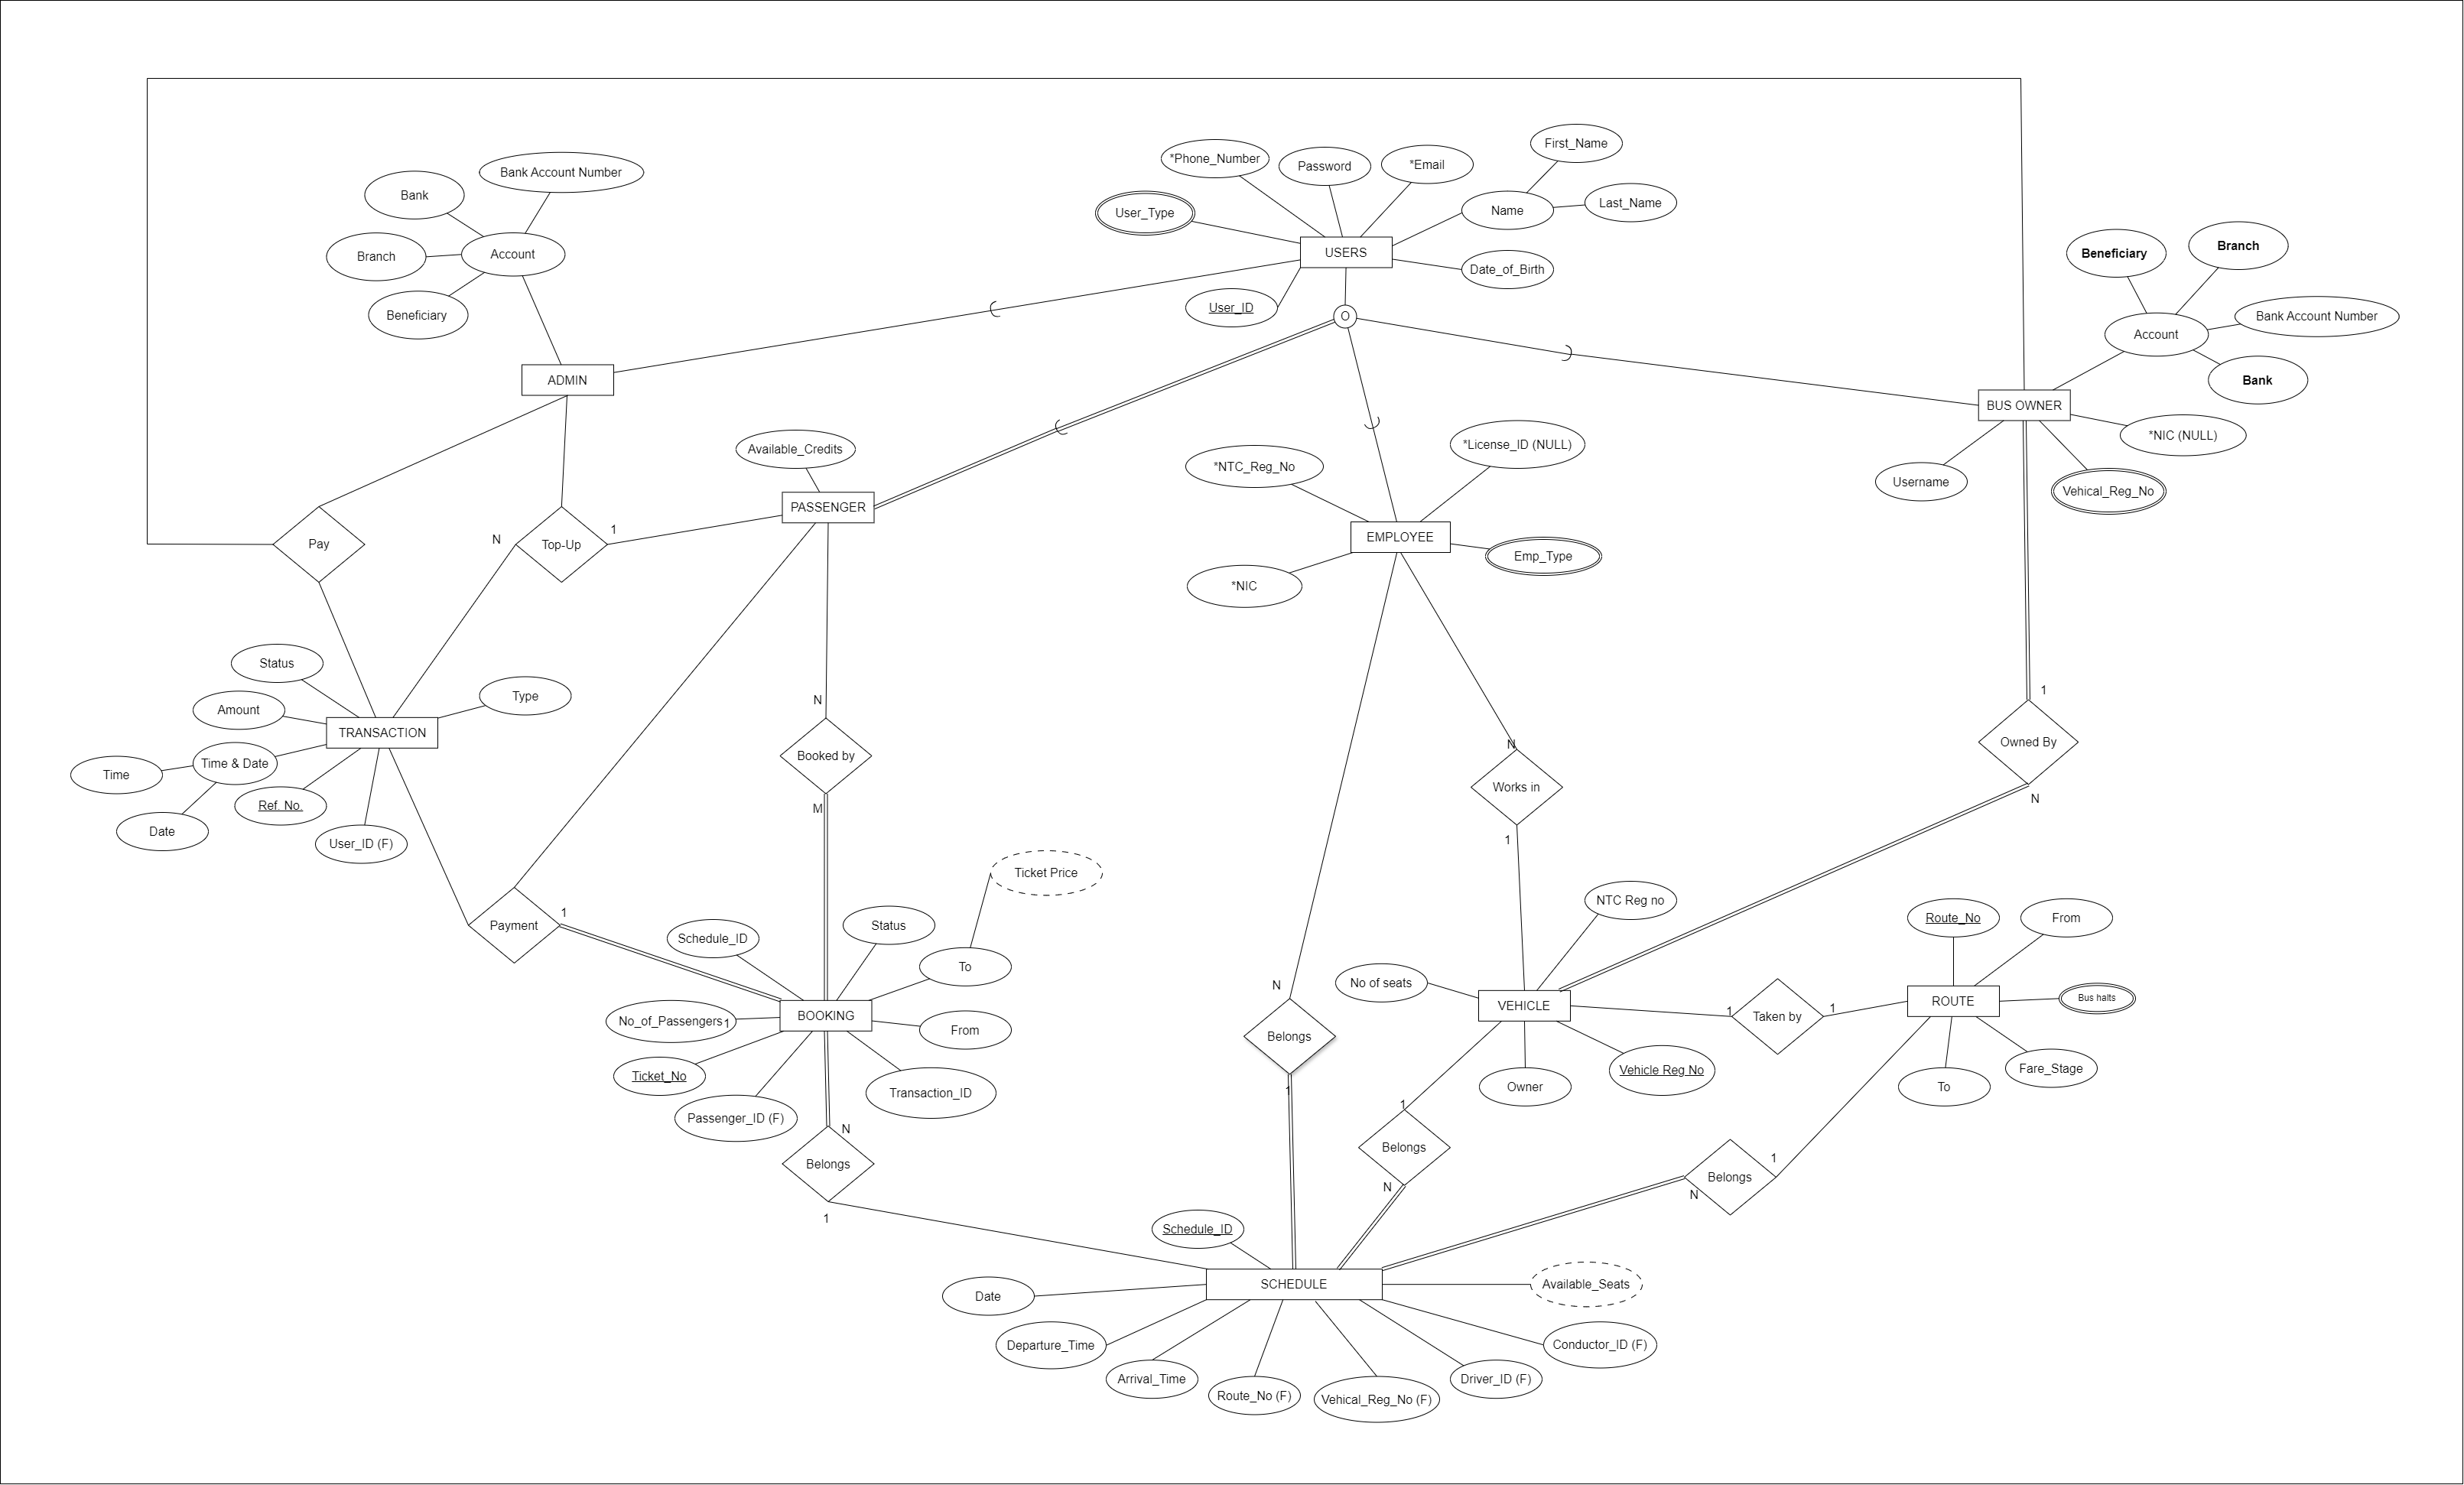 First_Name
*Phone_Number
*Email
Password
Bank Account Number
Bank
Last_Name
Name
User_Type
Branch
Beneficiary
USERS
Account
Branch
Date_of_Birth
User_ID
Beneficiary
O
Bank Account Number
Account
ADMIN
Bank
BUS OWNER
*NIC (NULL)
*License_ID (NULL)
Available_Credits
*NTC_Reg_No
Username
Vehical_Reg_No
PASSENGER
1
EMPLOYEE
N
Pay
Top-Up
Emp_Type
*NIC
Status
1
Type
N
Amount
TRANSACTION
Owned By
N
Booked by
Time & Date
Time
Works in
N
Ref. No.
M
Date
1
User_ID (F)
Ticket Price
NTC Reg no
1
Route_No
From
Payment
Status
Schedule_ID
To
No of seats
N
Bus halts
ROUTE
VEHICLE
1
1
BOOKING
Taken by
No_of_Passengers
1
From
Belongs
Fare_Stage
Vehicle Reg No
Ticket_No
Owner
To
1
Transaction_ID
1
Passenger_ID (F)
N
Belongs
1
Belongs
Belongs
N
N
1
Schedule_ID
SCHEDULE
Available_Seats
Date
Departure_Time
Conductor_ID (F)
Arrival_Time
Driver_ID (F)
Route_No (F)
Vehical_Reg_No (F)